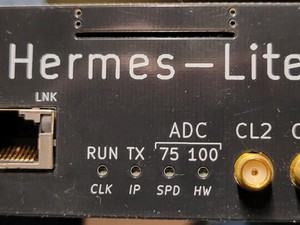 Hermes-Lite
LNK
ADC CL2 C
RUN TX 75 100
CLK IP SPD HW